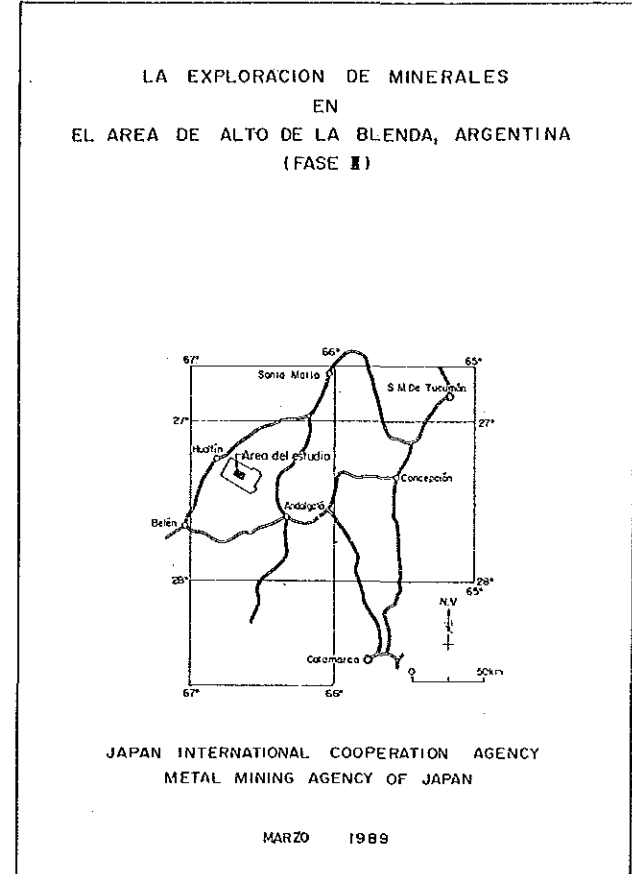 LA EXPLORACION DE MINERALES
EN
EL AREA DE ALTO DE LA BLENDA, ARGENTINA
(FASE II)
67°
66°
65°
Santa María
S.M.De Tucumán
27°
27°
Hualfín
Area del estudio
Concepción
Andalgalá
Belén
28°
28°
65°
N.V
Catamarca
0 50km
67°
66°
JAPAN INTERNATIONAL COOPERATION AGENCY
METAL MINING AGENCY OF JAPAN
MARZO 1989